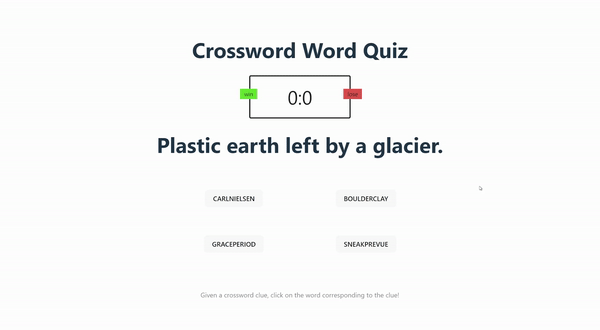 Crossword Word Quiz
win
0:0
lose
Plastic earth left by a glacier.
CARLNIELSEN
BOULDERCLAY
GRACEPERIOD
SNEAKPREVUE
Given a crossword clue, click on the word corresponding to the clue!